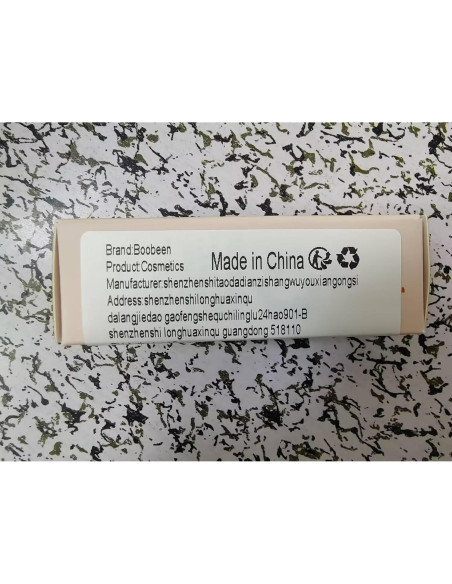 Brand:Boobeen
Product:Cosmetics
Made in China
Manufacturer:shenzhenshitaodadianzishangwuyouxiangongsi
Address:shenzhenshilonghuaxinqu
dalangjiedao gaofengshequchilinglu24hao901-B
shenzhenshi longhuaxinqu guangdong 518110